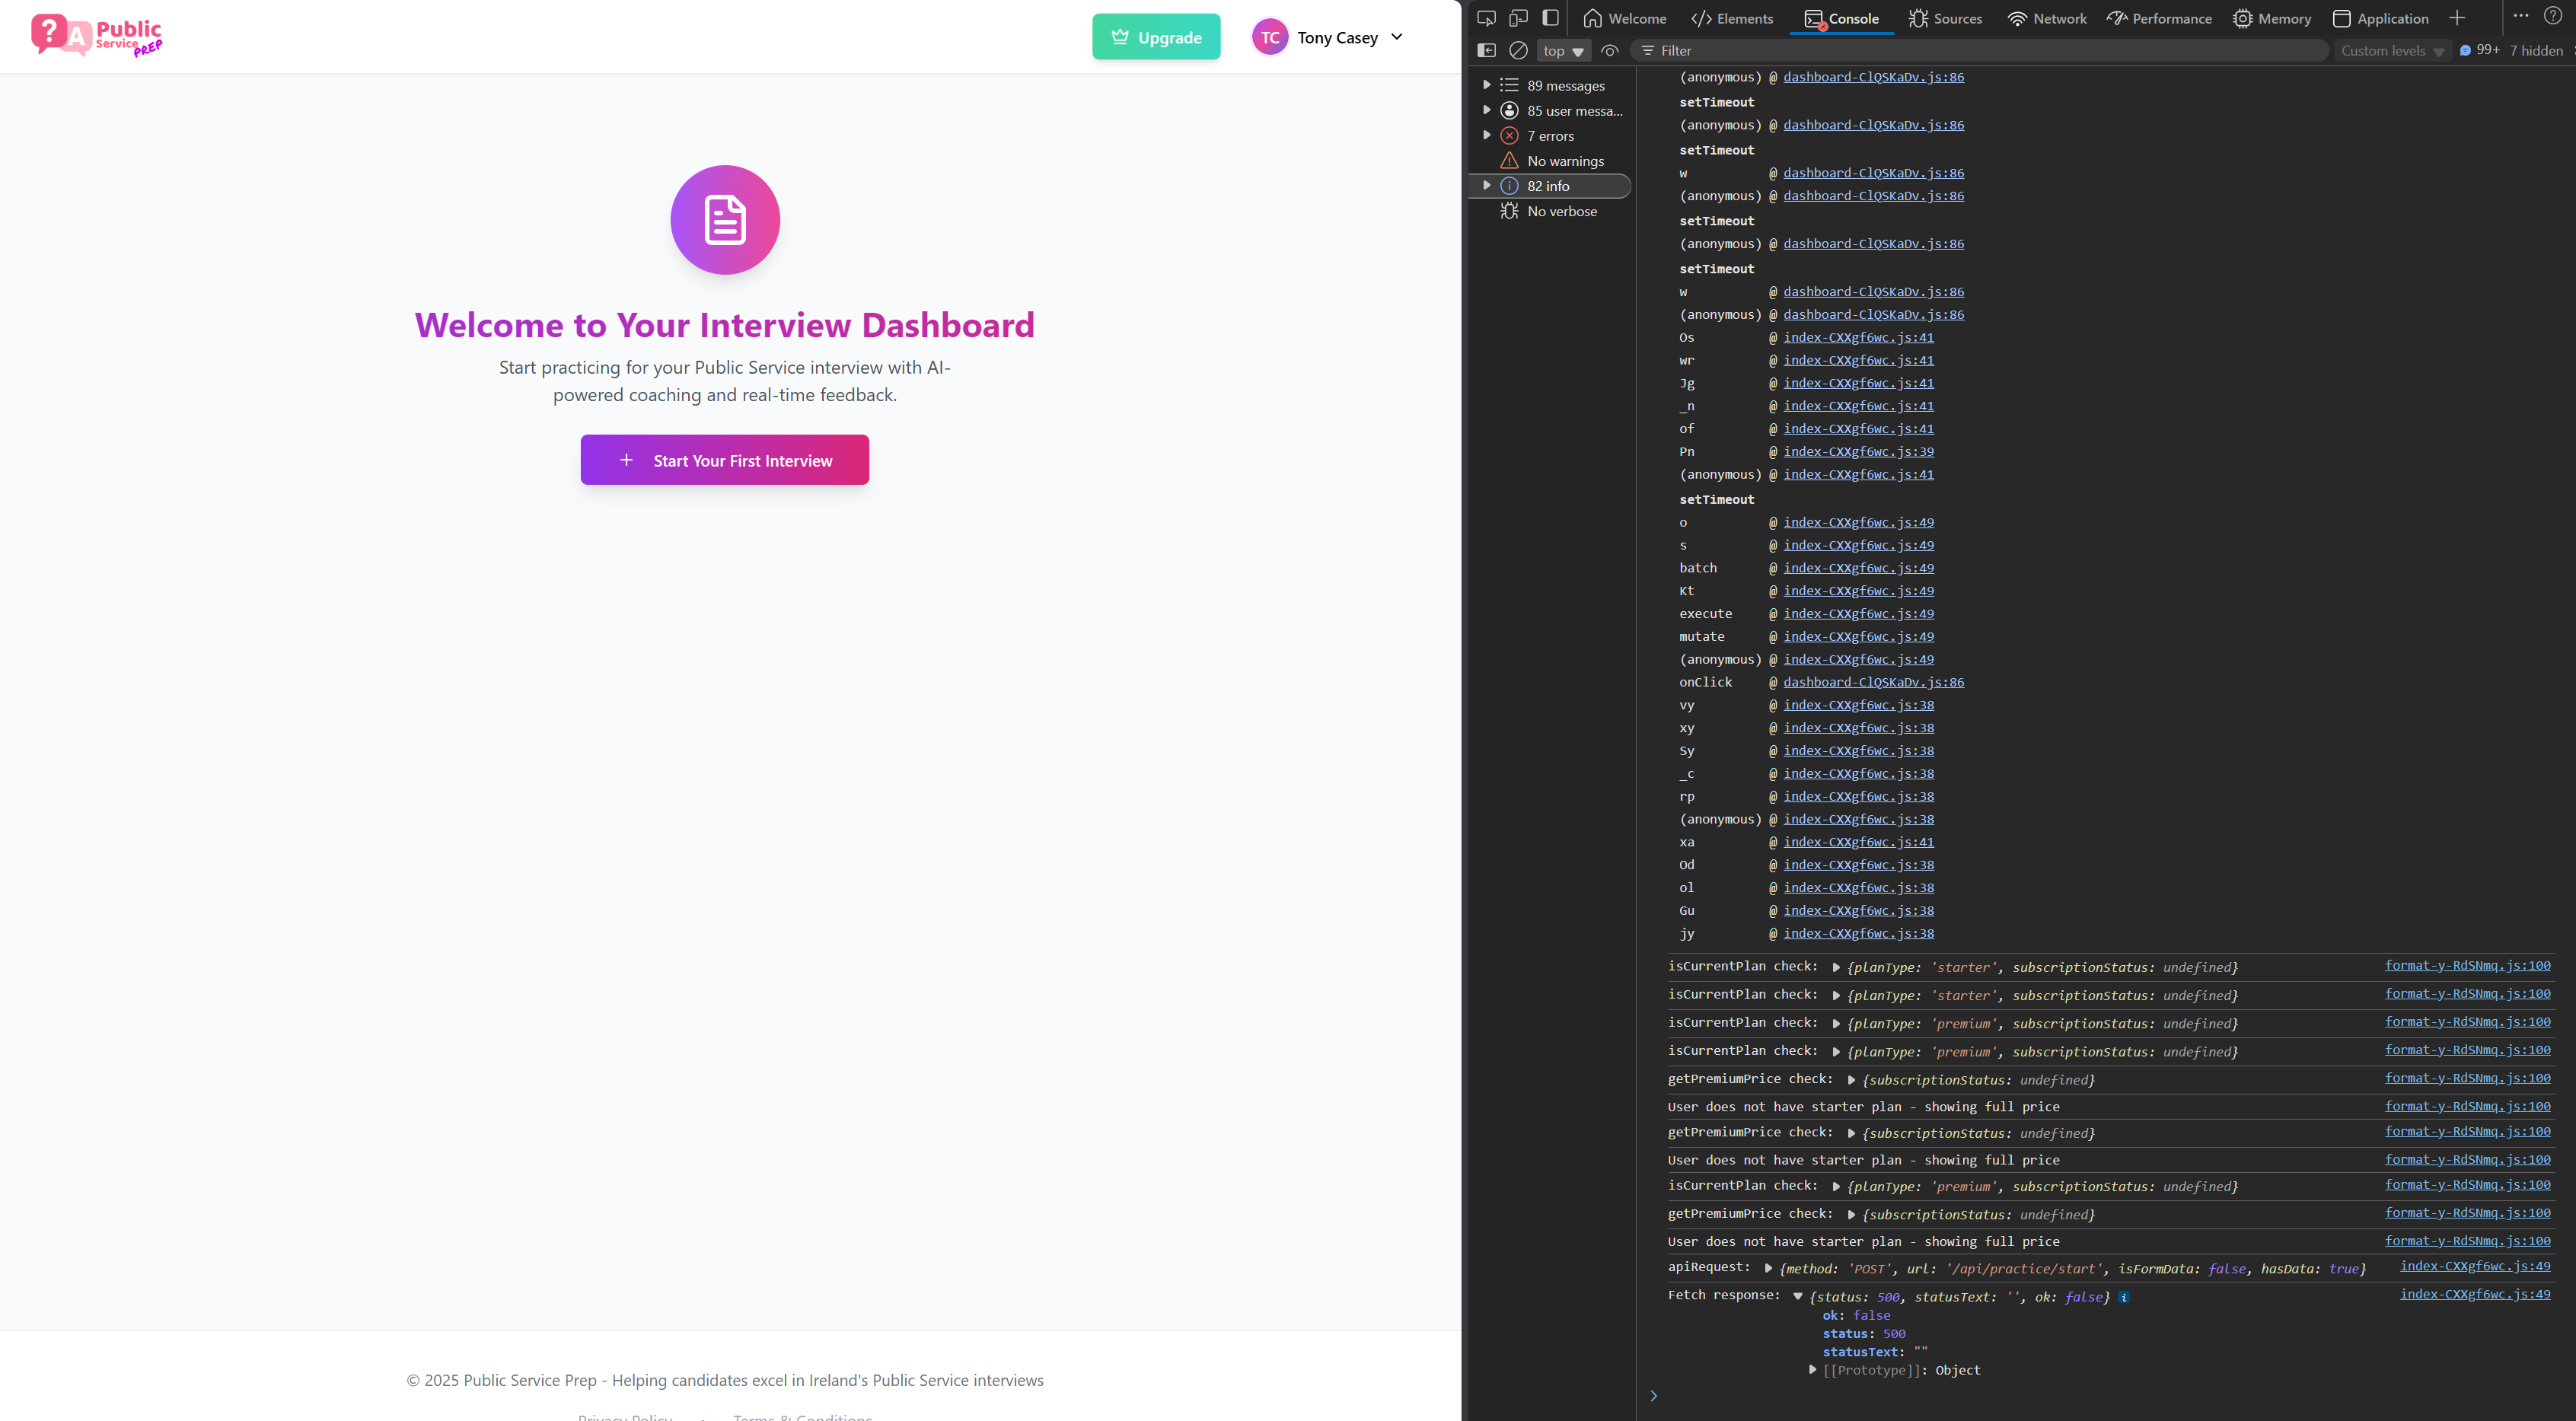 ? A Public
Service
PREP
Upgrade
TC Tony Casey
Welcome to Your Interview Dashboard
Start practicing for your Public Service interview with AI-
powered coaching and real-time feedback.
+ Start Your First Interview
© 2025 Public Service Prep - Helping candidates excel in Ireland's Public Service interviews
Privacy Policy · Terms & Conditions
Welcome </> Elements Console Sources Network Performance Memory Application + ... ?
top Filter Custom levels 99+ 7 hidden
89 messages
85 user messa...
7 errors
No warnings
82 info
No verbose
(anonymous) @ dashboard-ClQSKaDv.js:86
setTimeout
(anonymous) @ dashboard-ClQSKaDv.js:86
setTimeout
w @ dashboard-ClQSKaDv.js:86
(anonymous) @ dashboard-ClQSKaDv.js:86
setTimeout
(anonymous) @ dashboard-ClQSKaDv.js:86
setTimeout
w @ dashboard-ClQSKaDv.js:86
(anonymous) @ dashboard-ClQSKaDv.js:86
Os @ index-CXXgf6wc.js:41
wr @ index-CXXgf6wc.js:41
Jg @ index-CXXgf6wc.js:41
_n @ index-CXXgf6wc.js:41
of @ index-CXXgf6wc.js:41
Pn @ index-CXXgf6wc.js:39
(anonymous) @ index-CXXgf6wc.js:41
setTimeout
o @ index-CXXgf6wc.js:49
s @ index-CXXgf6wc.js:49
batch @ index-CXXgf6wc.js:49
Kt @ index-CXXgf6wc.js:49
execute @ index-CXXgf6wc.js:49
mutate @ index-CXXgf6wc.js:49
(anonymous) @ index-CXXgf6wc.js:49
onClick @ dashboard-ClQSKaDv.js:86
vy @ index-CXXgf6wc.js:38
xy @ index-CXXgf6wc.js:38
Sy @ index-CXXgf6wc.js:38
_c @ index-CXXgf6wc.js:38
rp @ index-CXXgf6wc.js:38
(anonymous) @ index-CXXgf6wc.js:38
xa @ index-CXXgf6wc.js:41
Od @ index-CXXgf6wc.js:38
ol @ index-CXXgf6wc.js:38
Gu @ index-CXXgf6wc.js:38
jy @ index-CXXgf6wc.js:38
isCurrentPlan check: {planType: 'starter', subscriptionStatus: undefined} format-y-RdSNmq.js:100
isCurrentPlan check: {planType: 'starter', subscriptionStatus: undefined} format-y-RdSNmq.js:100
isCurrentPlan check: {planType: 'premium', subscriptionStatus: undefined} format-y-RdSNmq.js:100
isCurrentPlan check: {planType: 'premium', subscriptionStatus: undefined} format-y-RdSNmq.js:100
getPremiumPrice check: {subscriptionStatus: undefined} format-y-RdSNmq.js:100
User does not have starter plan - showing full price format-y-RdSNmq.js:100
getPremiumPrice check: {subscriptionStatus: undefined} format-y-RdSNmq.js:100
User does not have starter plan - showing full price format-y-RdSNmq.js:100
isCurrentPlan check: {planType: 'premium', subscriptionStatus: undefined} format-y-RdSNmq.js:100
getPremiumPrice check: {subscriptionStatus: undefined} format-y-RdSNmq.js:100
User does not have starter plan - showing full price format-y-RdSNmq.js:100
apiRequest: {method: 'POST', url: '/api/practice/start', isFormData: false, hasData: true} index-CXXgf6wc.js:49
Fetch response: {status: 500, statusText: '', ok: false} i index-CXXgf6wc.js:49
ok: false
status: 500
statusText: ""
[[Prototype]]: Object